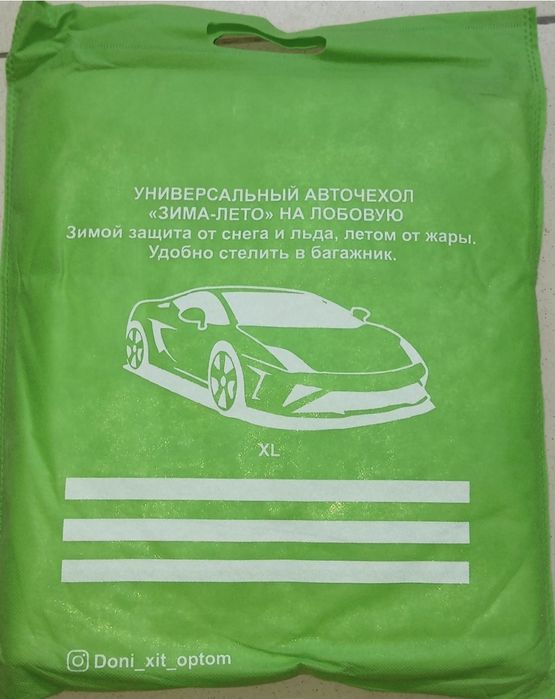 УНИВЕРСАЛЬНЫЙ АВТОЧЕХОЛ
«ЗИМА-ЛЕТО» НА ЛОБОВУЮ
Зимой защита от снега и льда, летом от жары.
Удобно стелить в багажник.
XL
Doni_xit_optom